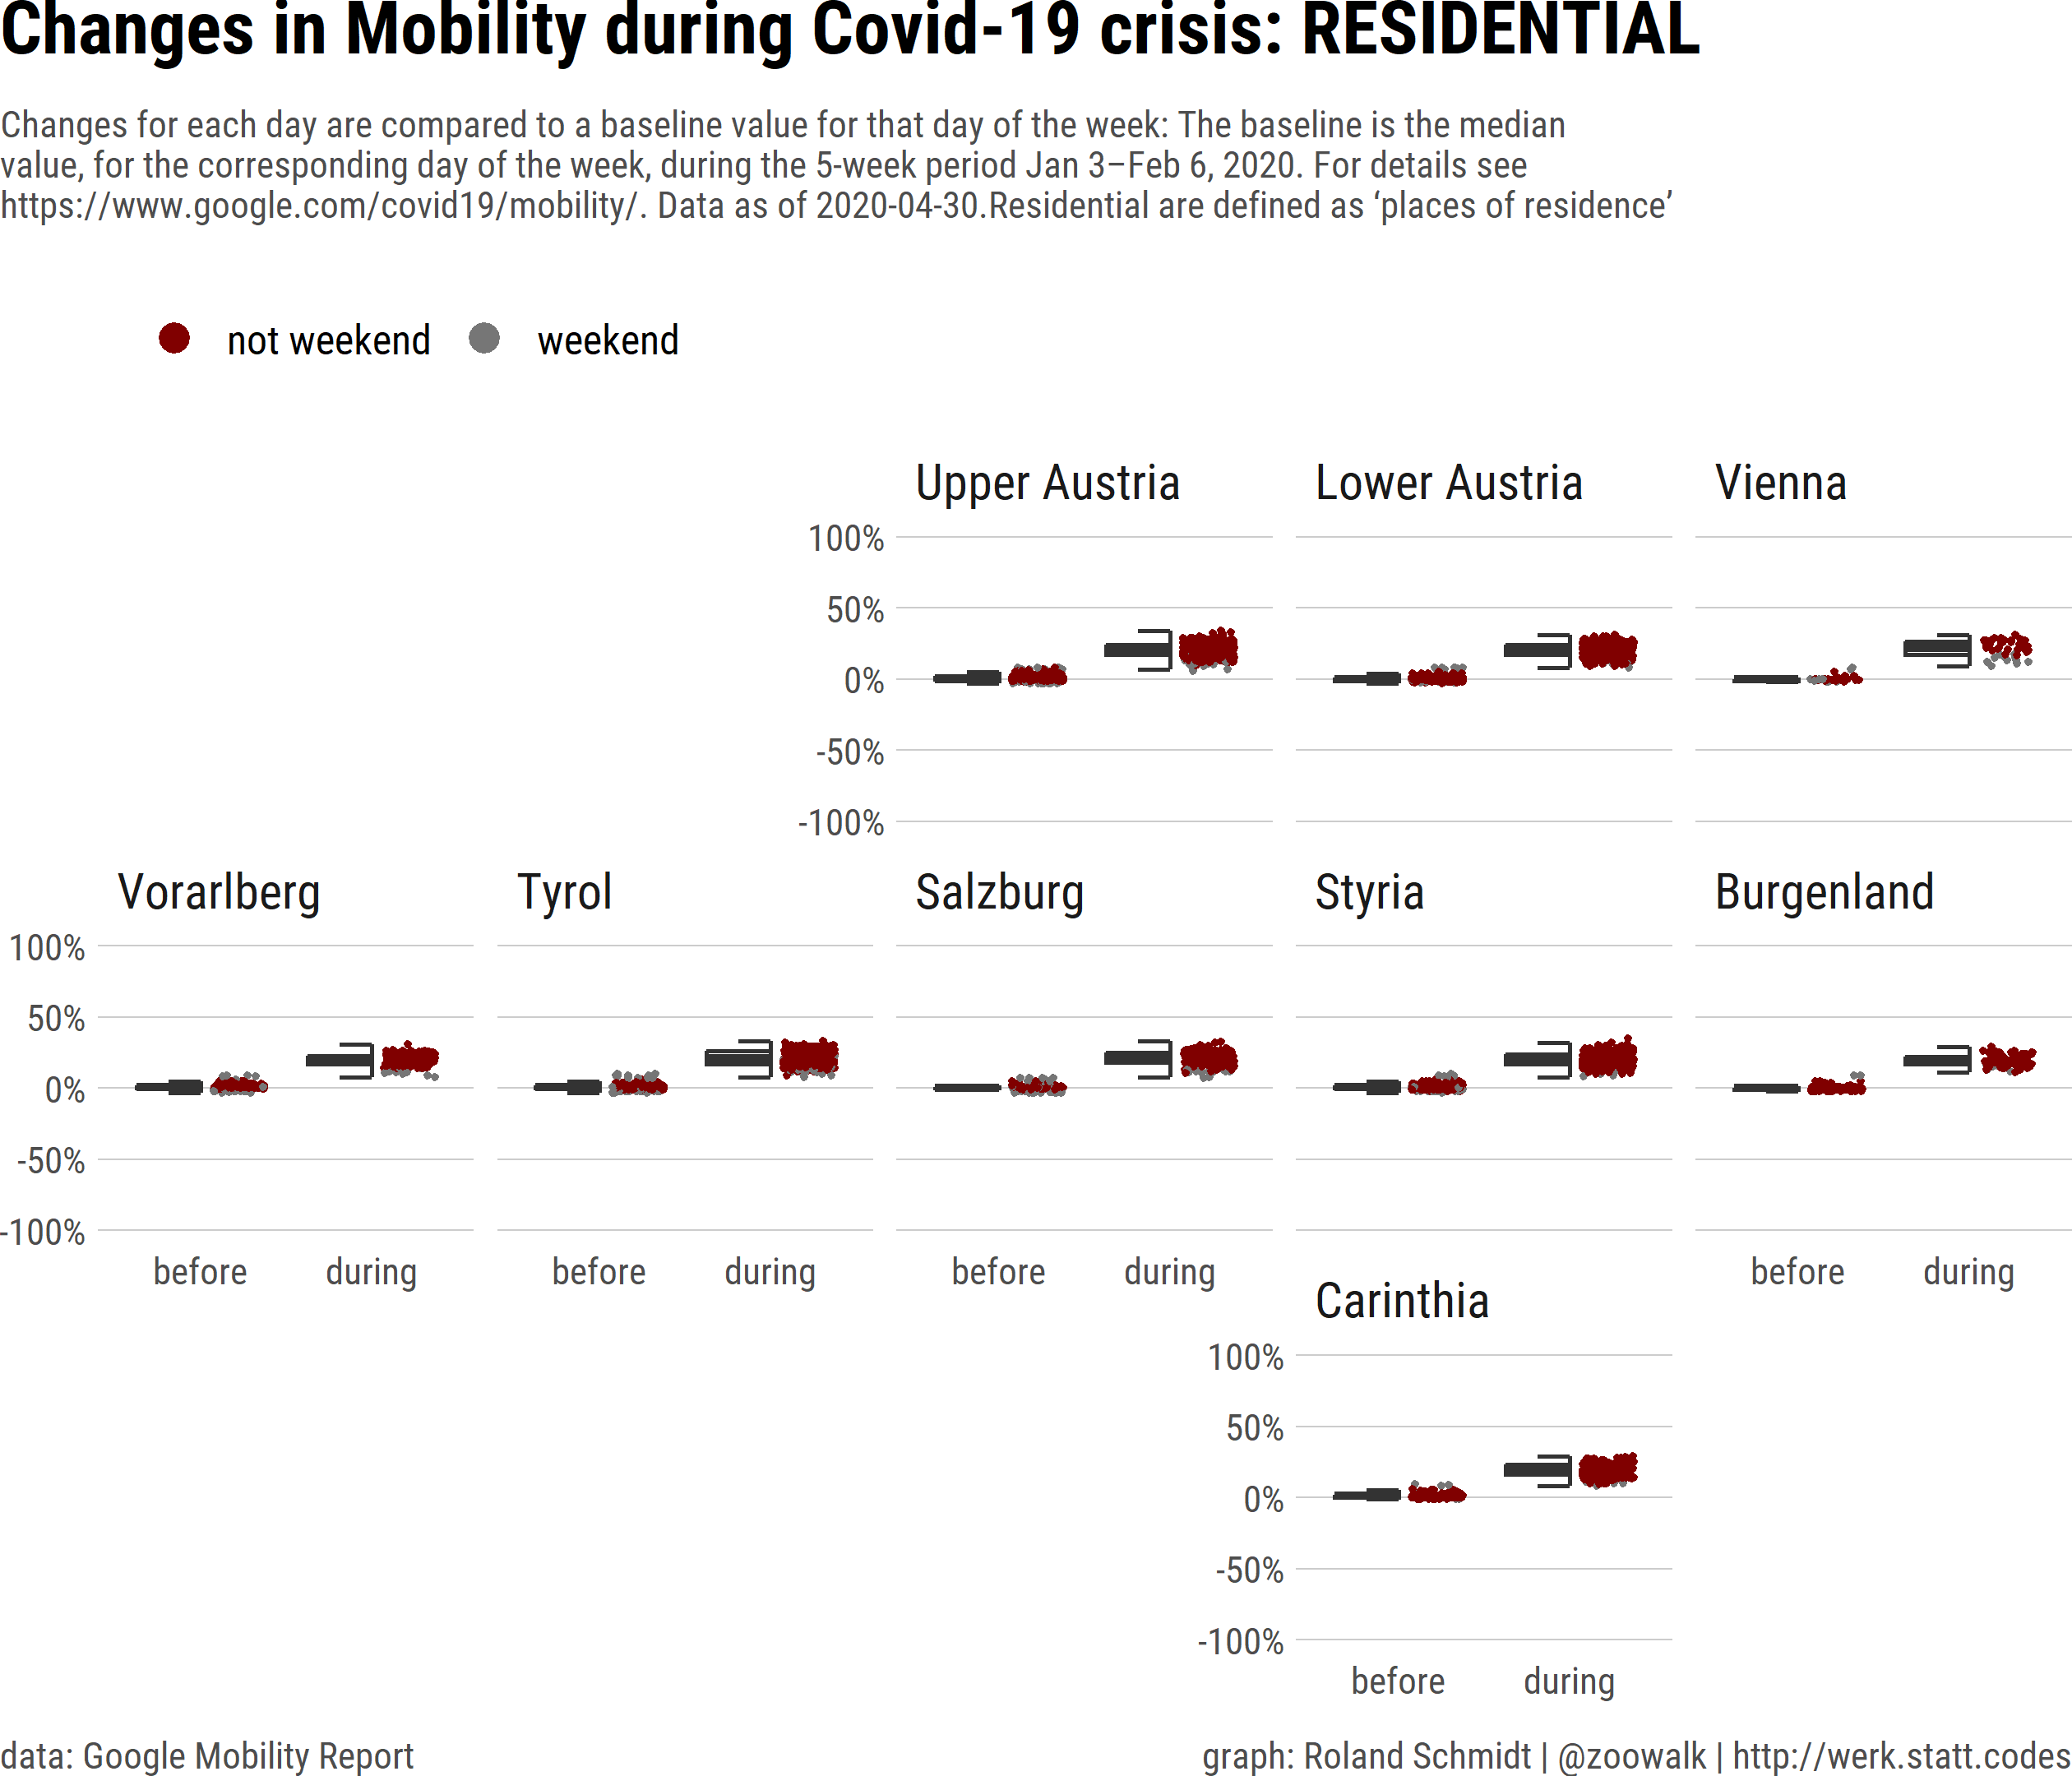 Changes in Mobility during Covid-19 crisis: RESIDENTIAL
Changes for each day are compared to a baseline value for that day of the week: The baseline is the median
value, for the corresponding day of the week, during the 5-week period Jan 3–Feb 6, 2020. For details see
https://www.google.com/covid19/mobility/. Data as of 2020-04-30.Residential are defined as ‘places of residence’
not weekend weekend
Upper Austria Lower Austria Vienna
100%
50%
0%
-50%
-100%
Vorarlberg Tyrol Salzburg Styria Burgenland
100%
50%
0%
-50%
-100%
before during before during before during before during
Carinthia
100%
50%
0%
-50%
-100%
before during
data: Google Mobility Report graph: Roland Schmidt | @zoowalk | http://werk.statt.codes